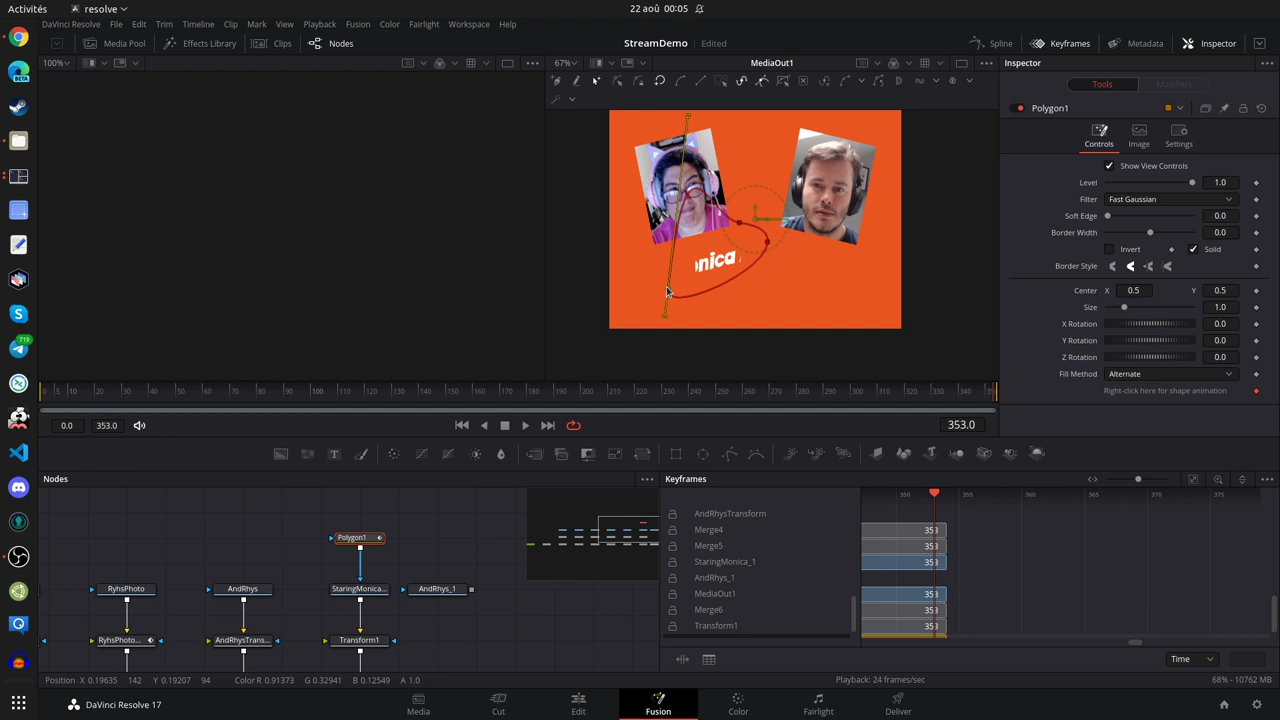 Activités
resolve
22 aoû 00:05
DaVinci Resolve File Edit Trim Timeline Clip Mark View Playback Fusion Color Fairlight Workspace Help
Media Pool Effects Library Clips Nodes
StreamDemo Edited
Spline Keyframes Metadata Inspector
100%
67% MediaOut1
Inspector
Tools Modifiers
Polygon1
Controls Image Settings
Show View Controls
Level 1.0
Filter Fast Gaussian
Soft Edge 0.0
Border Width 0.0
Invert Solid
Border Style
Center X 0.5 Y 0.5
Size 1.0
X Rotation 0.0
Y Rotation 0.0
Z Rotation 0.0
Fill Method Alternate
Right-click here for shape animation
onica
0 5 10 20 30 40 50 60 70 80 90 100 110 120 130 140 150 160 170 180 190 200 210 220 230 240 250 260 270 280 290 300 310 320 330 340
0.0 353.0
353.0
Nodes
Polygon1
RyhsPhoto AndRhys StaringMonica... AndRhys_1
RyhsPhoto... AndRhysTrans... Transform1
Keyframes
350 355 360 365 370 375
AndRhysTransform
Merge4 353
Merge5 353
StaringMonica_1 353
AndRhys_1
MediaOut1 353
Merge6 353
Transform1 353
Time
Position X 0.19635 142 Y 0.19207 94 Color R 0.91373 G 0.32941 B 0.12549 A 1.0
Playback: 24 frames/sec
68% - 10762 MB
DaVinci Resolve 17
Media Cut Edit Fusion Color Fairlight Deliver
719